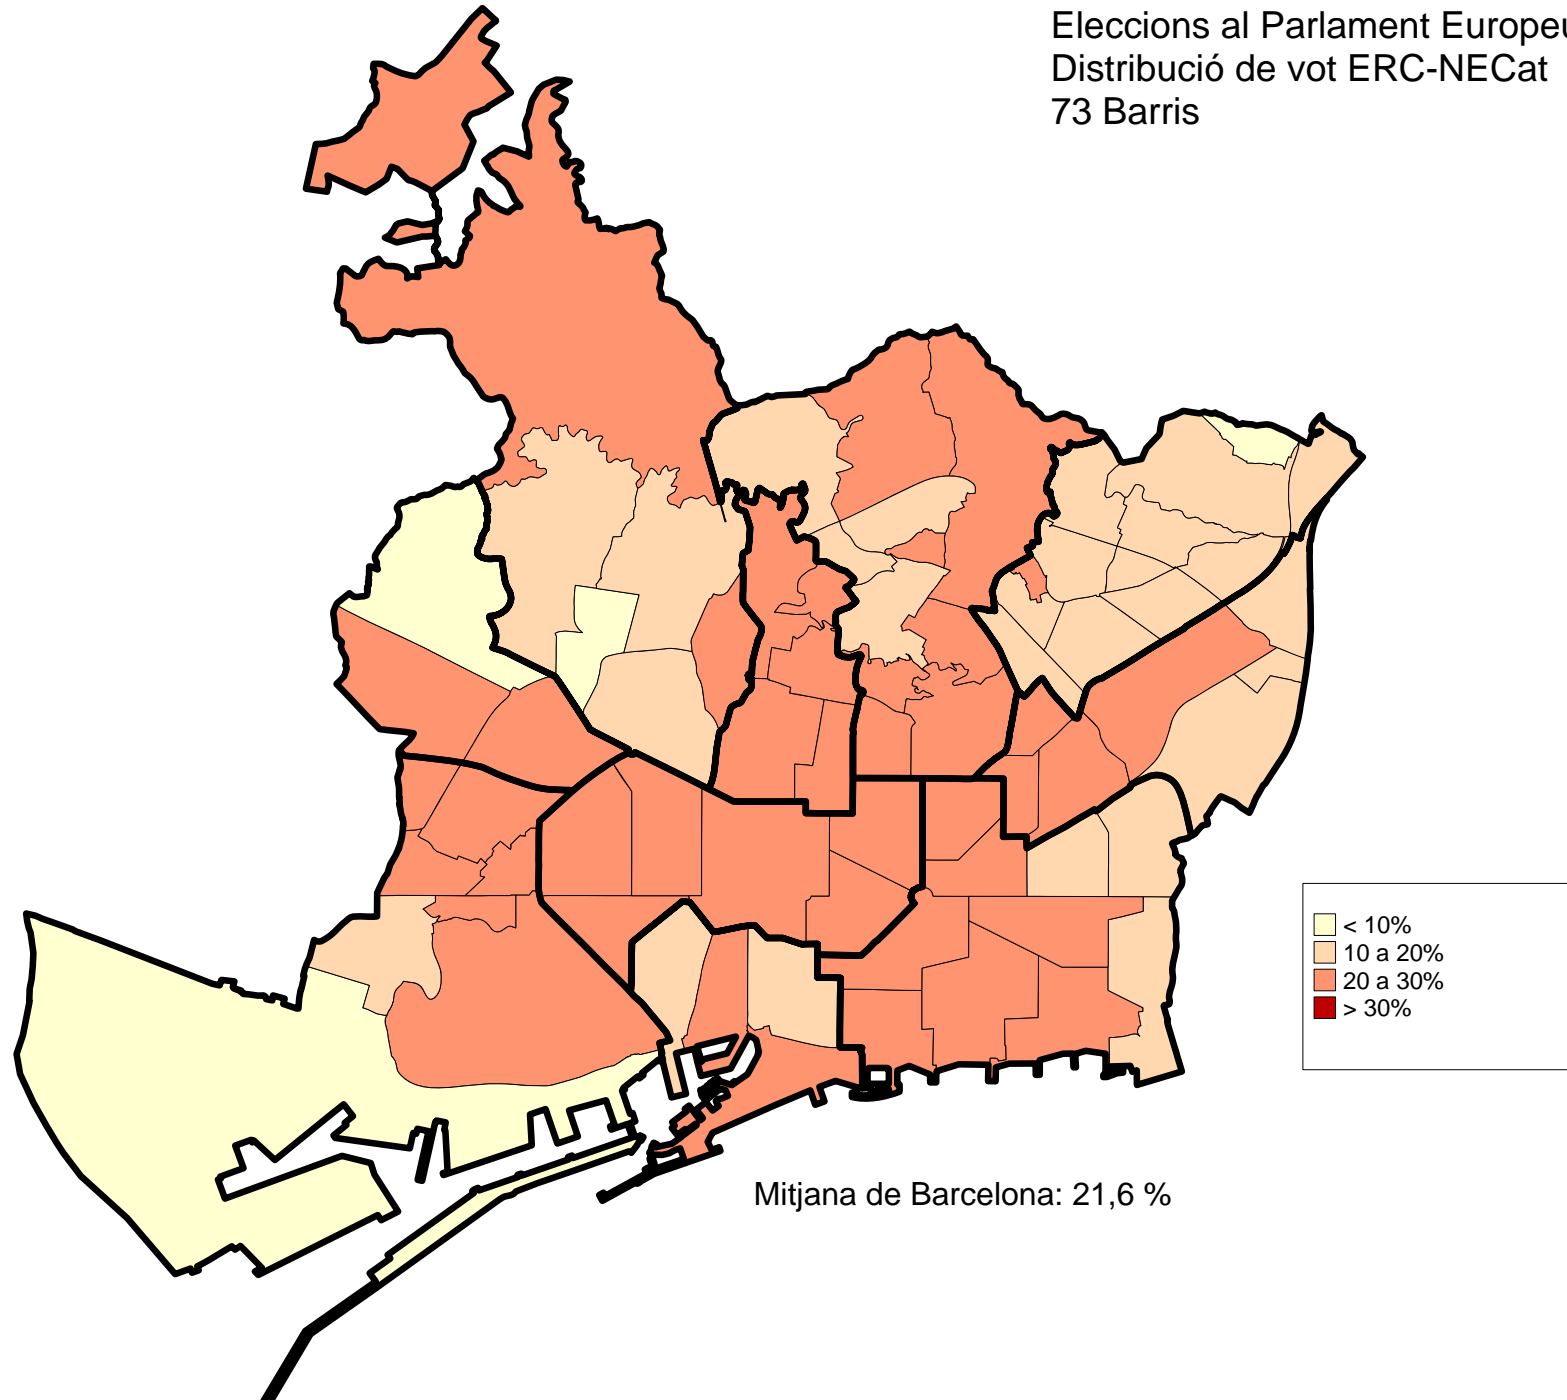 Eleccions al Parlament Europeu
Distribució de vot ERC-NECat
73 Barris
< 10%
10 a 20%
20 a 30%
> 30%
Mitjana de Barcelona: 21,6 %